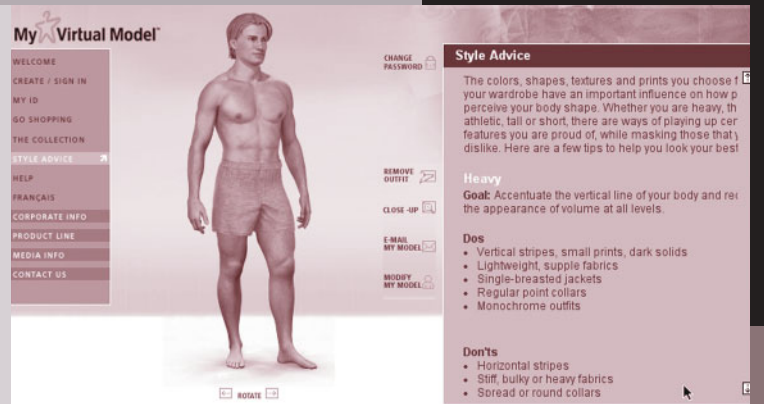 My Virtual Model™
WELCOME
CREATE / SIGN IN
MY ID
GO SHOPPING
THE COLLECTION
STYLE ADVICE
HELP
FRANÇAIS
CORPORATE INFO
PRODUCT LINE
MEDIA INFO
CONTACT US
CHANGE
PASSWORD
REMOVE
OUTFIT
CLOSE-UP
E-MAIL
MY MODEL
MODIFY
MY MODEL
ROTATE
Style Advice
The colors, shapes, textures and prints you choose f
your wardrobe have an important influence on how p
perceive your body shape. Whether you are heavy, th
athletic, tall or short, there are ways of playing up cer
features you are proud of, while masking those that y
dislike. Here are a few tips to help you look your best
Heavy
Goal: Accentuate the vertical line of your body and rec
the appearance of volume at all levels.
Dos
• Vertical stripes, small prints, dark solids
• Lightweight, supple fabrics
• Single-breasted jackets
• Regular point collars
• Monochrome outfits
Don'ts
• Horizontal stripes
• Stiff, bulky or heavy fabrics
• Spread or round collars